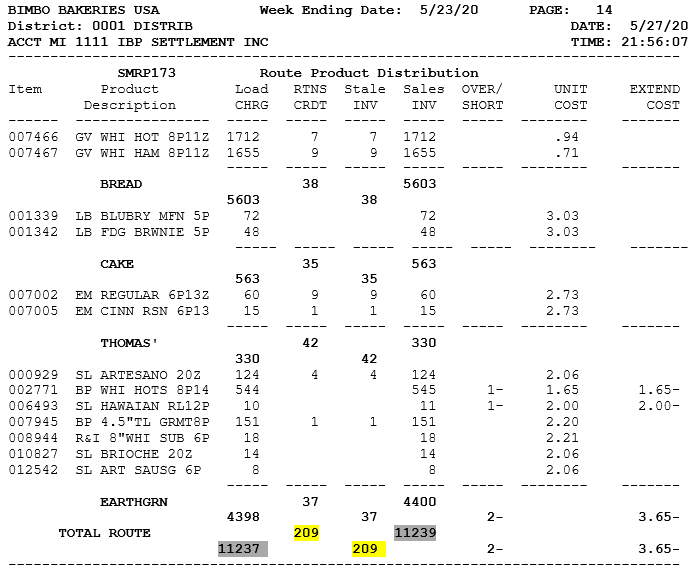 BIMBO BAKERIES USA Week Ending Date: 5/23/20 PAGE: 14
District: 0001 DISTRIB DATE: 5/27/20
ACCT MI 1111 IBP SETTLEMENT INC TIME: 21:56:07
SMRP173 Route Product Distribution
Item Product Load RTNS Stale Sales OVER/ UNIT EXTEND
Description CHRG CRDT INV INV SHORT COST COST
007466 GV WHI HOT 8P11Z 1712 7 7 1712 .94
007467 GV WHI HAM 8P11Z 1655 9 9 1655 .71
BREAD 38 5603
5603 38
001339 LB BLUBRY MFN 5P 72 72 3.03
001342 LB FDG BRWNIE 5P 48 48 3.03
CAKE 35 563
563 35
007002 EM REGULAR 6P13Z 60 9 9 60 2.73
007005 EM CINN RSN 6P13 15 1 1 15 2.73
THOMAS' 42 330
330 42
000929 SL ARTESANO 20Z 124 4 4 124 2.06
002771 BP WHI HOTS 8P14 544 545 1- 1.65 1.65-
006493 SL HAWAIAN RL12P 10 11 1- 2.00 2.00-
007945 BP 4.5"TL GRMT8P 151 1 1 151 2.20
008944 R&I 8"WHI SUB 6P 18 18 2.21
010827 SL BRIOCHE 20Z 14 14 2.06
012542 SL ART SAUSG 6P 8 8 2.06
EARTHGRN 37 4400
4398 37 2- 3.65-
TOTAL ROUTE 209 11239
11237 209 2- 3.65-